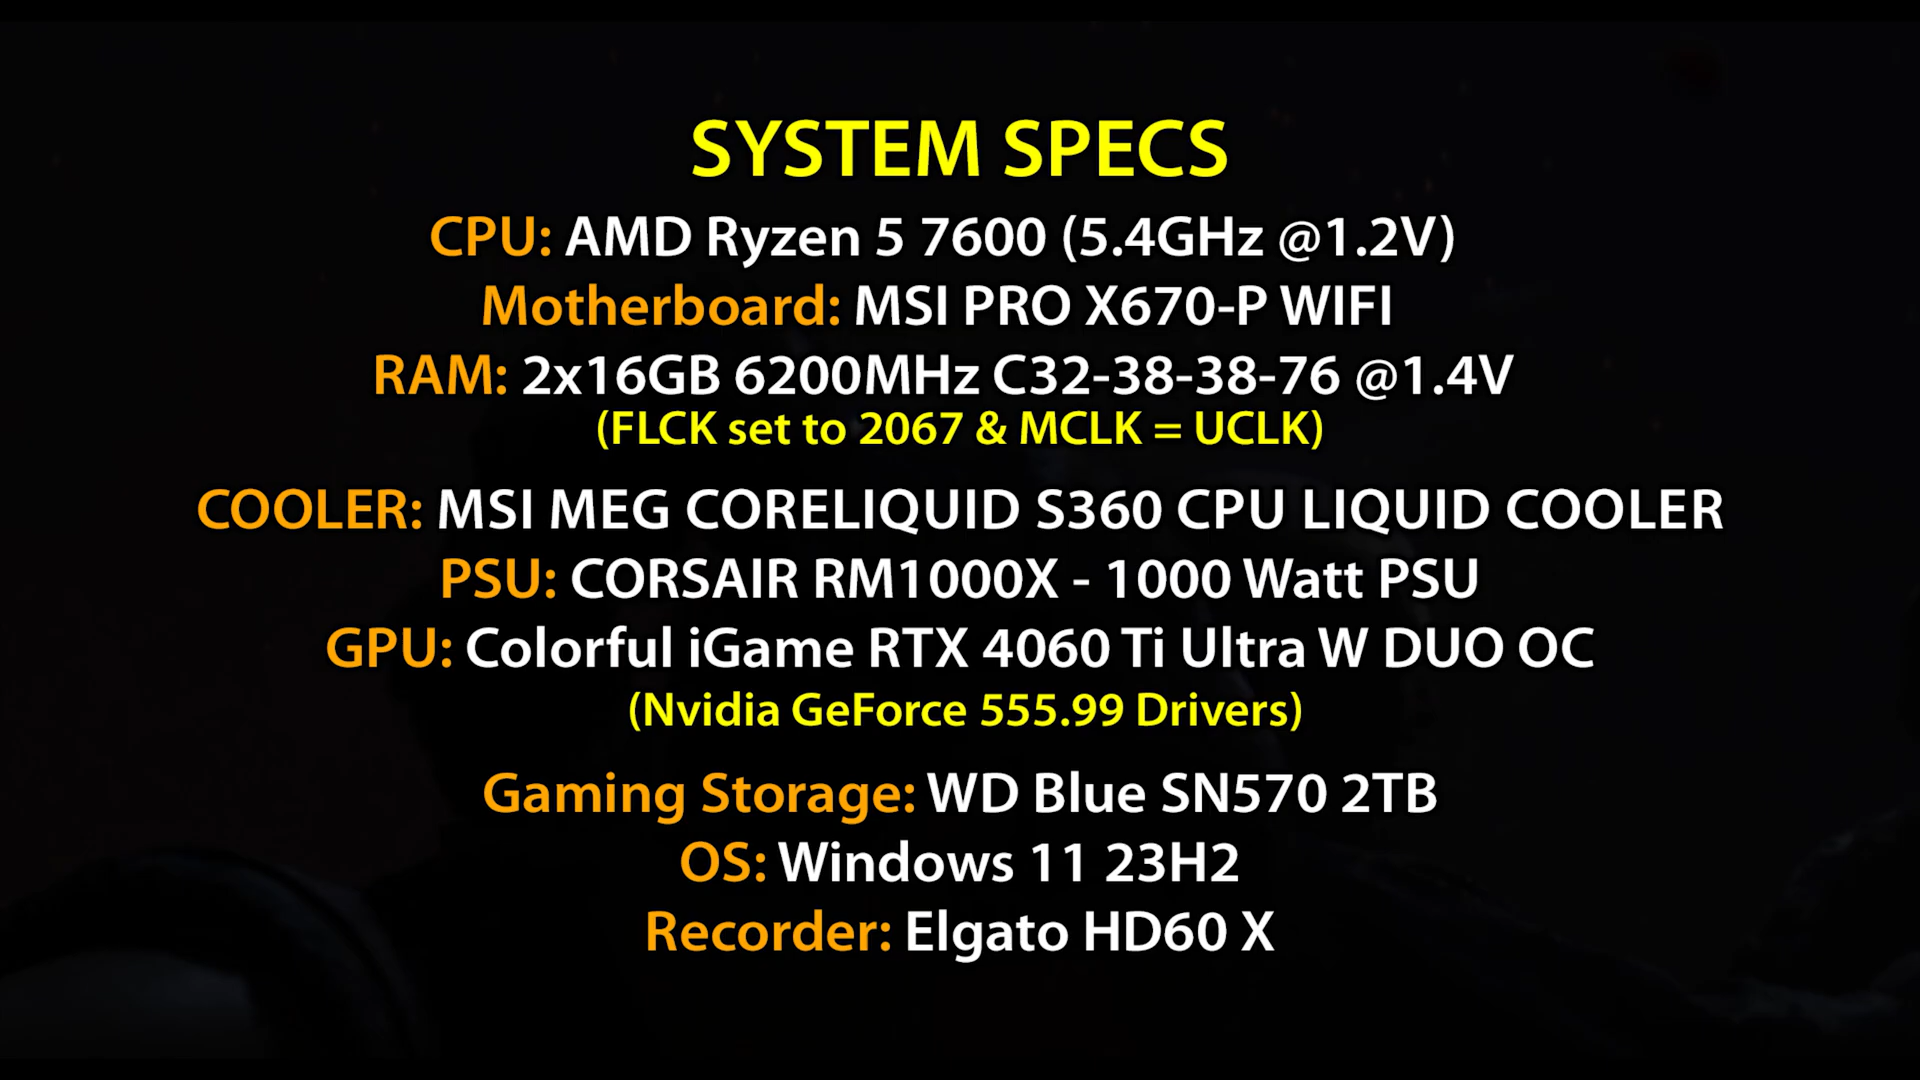 SYSTEM SPECS
CPU: AMD Ryzen 5 7600 (5.4GHz @1.2V)
Motherboard: MSI PRO X670-P WIFI
RAM: 2x16GB 6200MHz C32-38-38-76 @1.4V
(FLCK set to 2067 & MCLK = UCLK)
COOLER: MSI MEG CORELIQUID S360 CPU LIQUID COOLER
PSU: CORSAIR RM1000X - 1000 Watt PSU
GPU: Colorful iGame RTX 4060 Ti Ultra W DUO OC
(Nvidia GeForce 555.99 Drivers)
Gaming Storage: WD Blue SN570 2TB
OS: Windows 11 23H2
Recorder: Elgato HD60 X